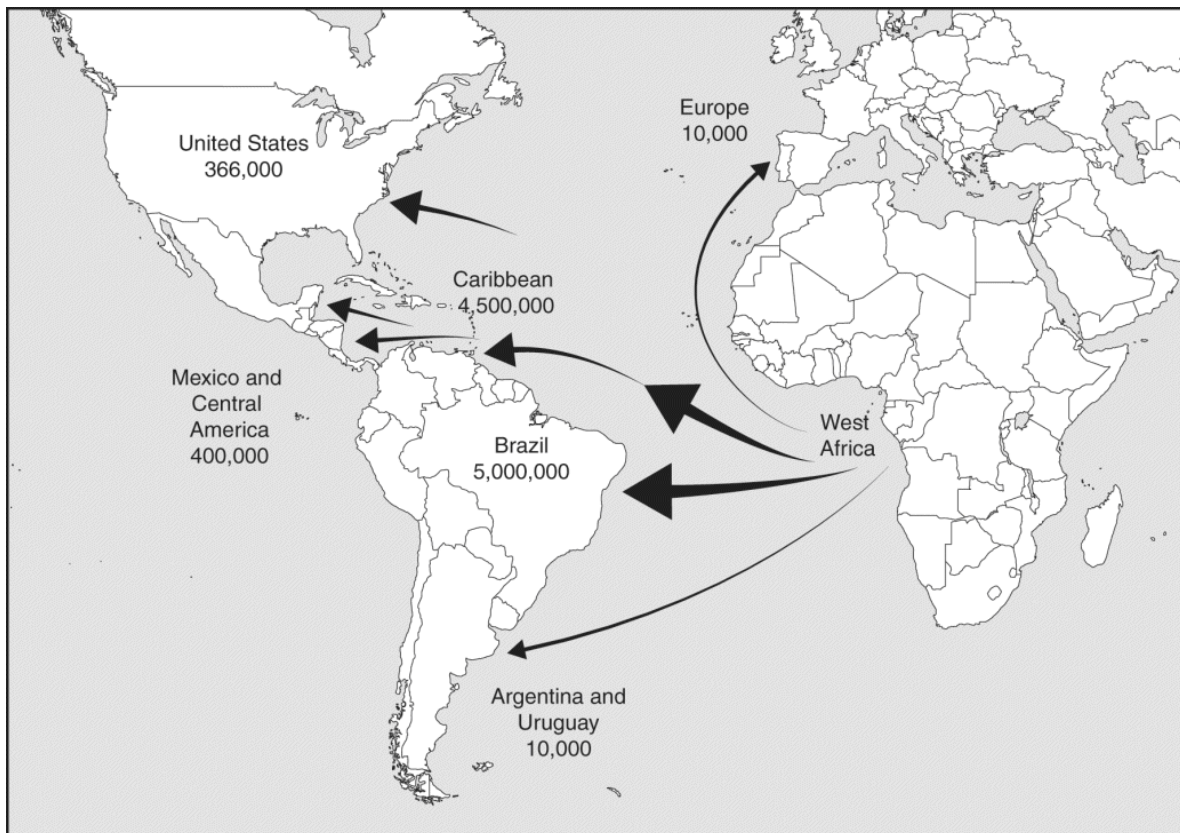 United States
366,000
Europe
10,000
Caribbean
4,500,000
Mexico and
Central
America
400,000
Brazil
5,000,000
West
Africa
Argentina and
Uruguay
10,000